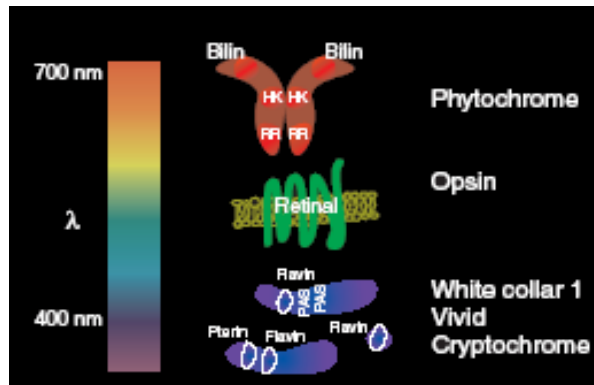 Bilin Bilin
700 nm
HK HK
Phytochrome
RR RR
Opsin
Retinal
λ
Flavin
PAS PAS
White collar 1
400 nm
Vivid
Pterin Flavin Flavin
Cryptochrome